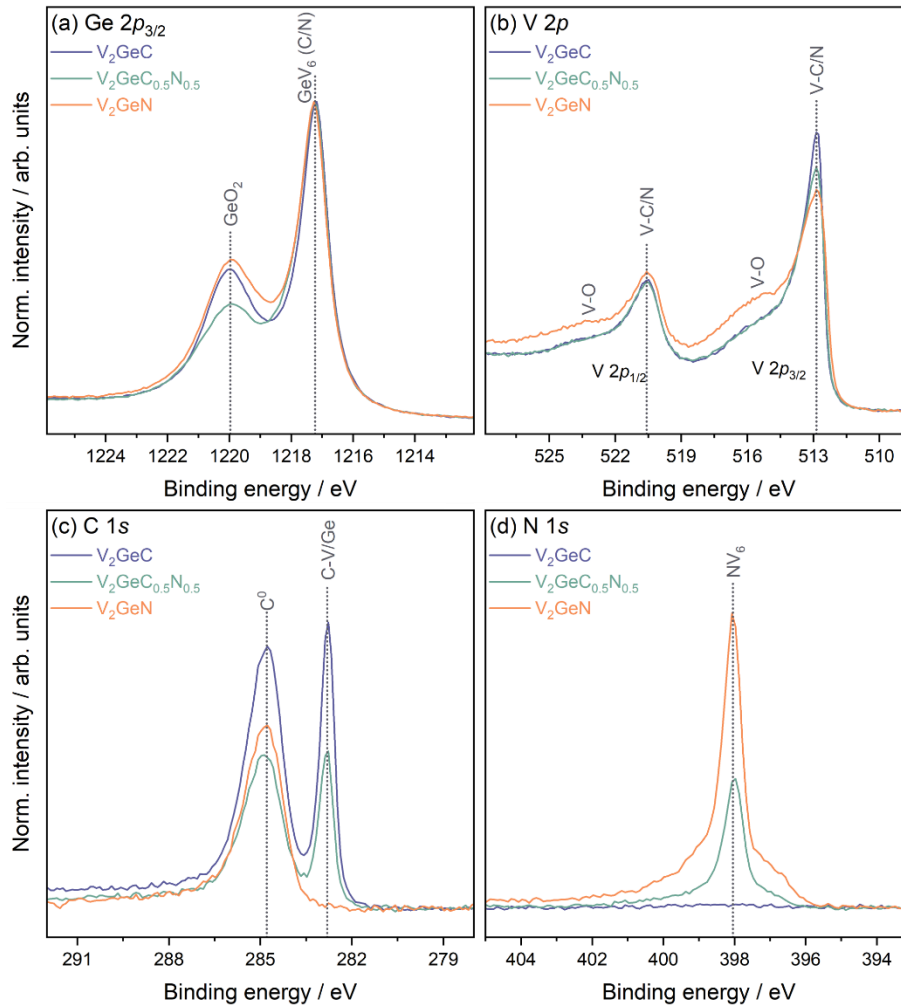 (a) Ge 2p₃/₂
V₂GeC
V₂GeC₀.₅N₀.₅
V₂GeN
GeO₂
GeV₆ (C/N)
Norm. intensity / arb. units
1224 1222 1220 1219 1217 1216 1214
Binding energy / eV
(b) V 2p
V₂GeC
V₂GeC₀.₅N₀.₅
V₂GeN
V-O
V-C/N
V-O
V-C/N
V 2p₁/₂
V 2p₃/₂
525 522 519 516 513 510
Binding energy / eV
(c) C 1s
V₂GeC
V₂GeC₀.₅N₀.₅
V₂GeN
C⁰
C-V/Ge
Norm. intensity / arb. units
291 288 285 282 279
Binding energy / eV
(d) N 1s
V₂GeC
V₂GeC₀.₅N₀.₅
V₂GeN
NV₆
404 402 400 398 396 394
Binding energy / eV